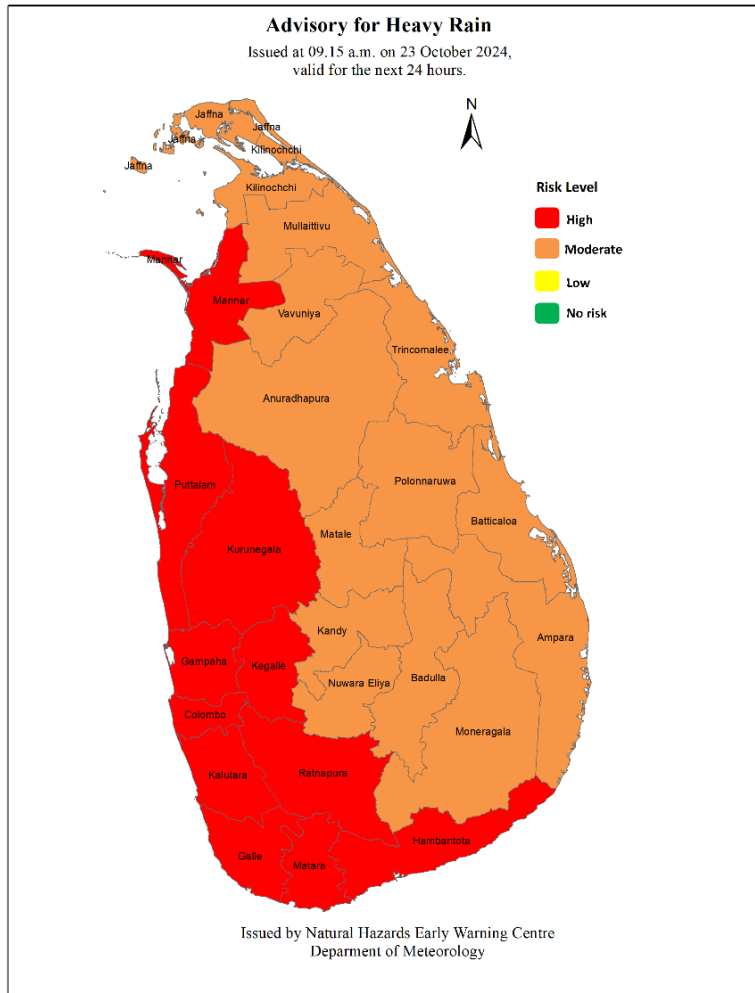 Advisory for Heavy Rain
Issued at 09.15 a.m. on 23 October 2024,
valid for the next 24 hours.
N
Jaffna
Jaffna
Jaffna
Kilinochchi
Jaffna
Kilinochchi
Risk Level
High
Moderate
Low
No risk
Mullaittivu
Mannar
Mannar
Vavuniya
Trincomalee
Anuradhapura
Puttalam
Polonnaruwa
Batticaloa
Matale
Kurunegala
Kandy
Ampara
Gampaha
Kegalle
Nuwara Eliya
Badulla
Colombo
Moneragala
Kalutara
Ratnapura
Hambantota
Galle
Matara
Issued by Natural Hazards Early Warning Centre
Deparment of Meteorology